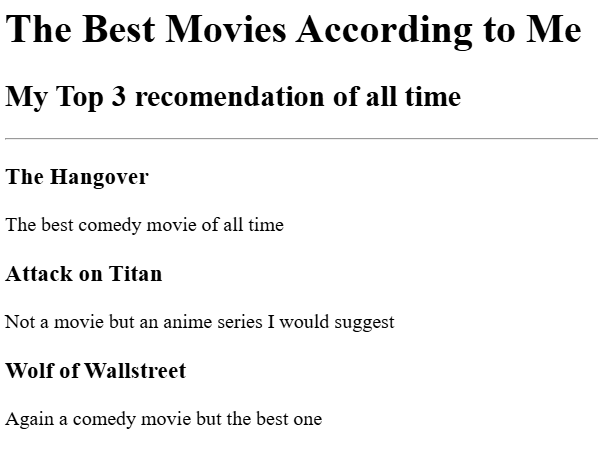 The Best Movies According to Me
My Top 3 recomendation of all time
The Hangover
The best comedy movie of all time
Attack on Titan
Not a movie but an anime series I would suggest
Wolf of Wallstreet
Again a comedy movie but the best one